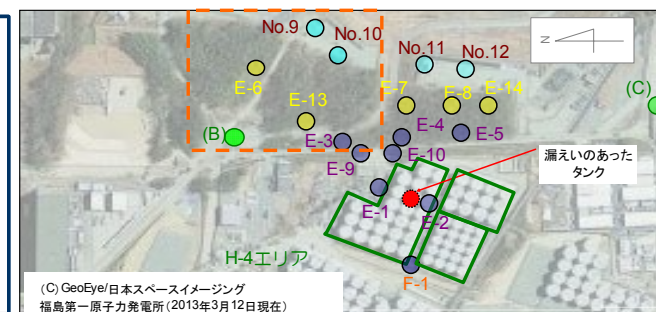 No.9
No.10
No.11
No.12
N
E-6
E-7
E-8
E-14
(C)
E-13
(B)
E-3
E-4
E-5
E-9
E-10
漏えいのあった
タンク
E-1
E-2
H-4エリア
F-1
(C) GeoEye/日本スペースイメージング
福島第一原子力発電所(2013年3月12日現在)